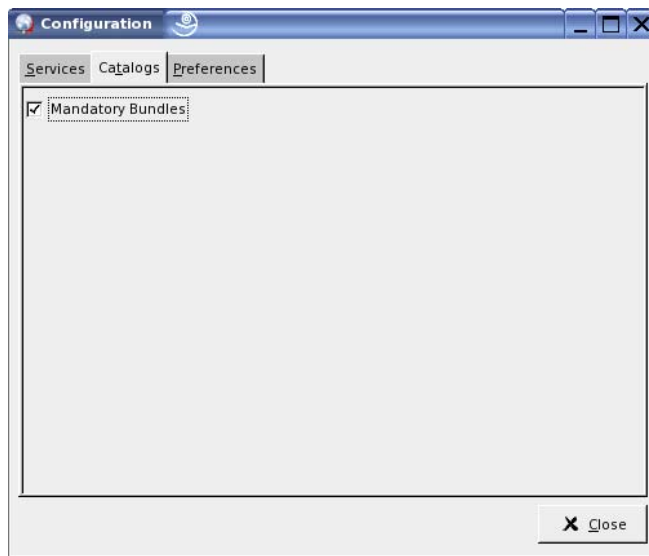 Configuration
Services Catalogs Preferences
Mandatory Bundles
Close